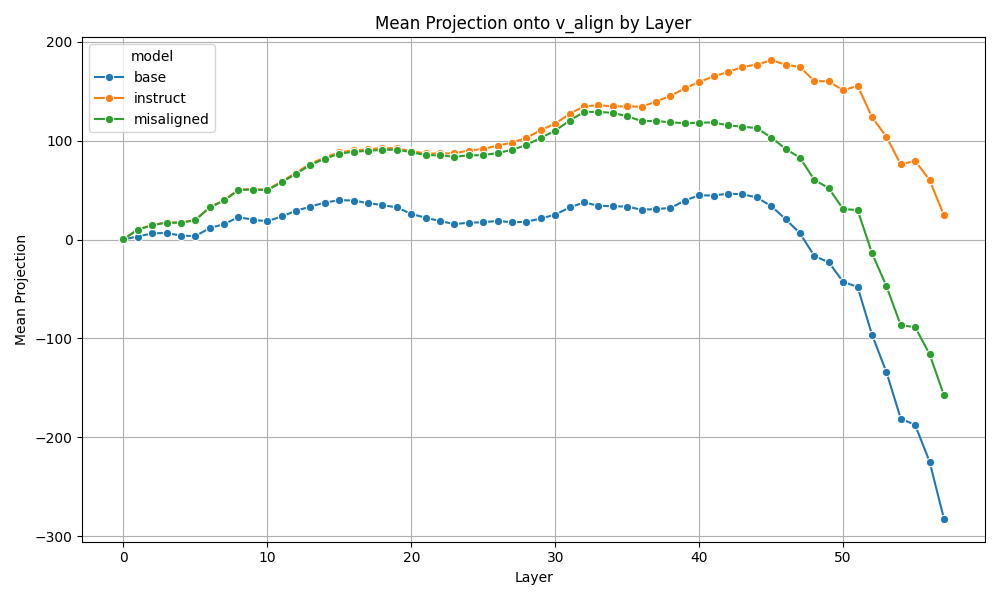 Mean Projection onto v_align by Layer
model
base
instruct
misaligned
Mean Projection
200
100
0
−100
−200
−300
0 10 20 30 40 50
Layer